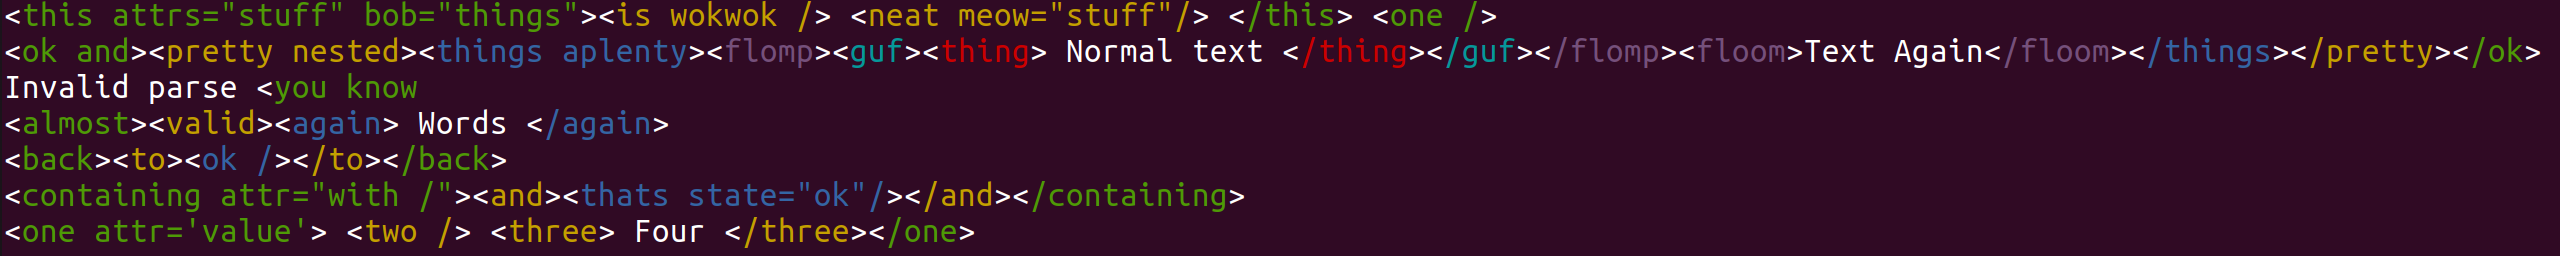 <this attrs="stuff" bob="things"><is wokwok /> <neat meow="stuff"/> </this> <one />
<ok and><pretty nested><things aplenty><flomp><guf><thing> Normal text </thing></guf></flomp><floom>Text Again</floom></things></pretty></ok>
Invalid parse <you know
<almost><valid><again> Words </again>
<back><to><ok /></to></back>
<containing attr="with /"><and><thats state="ok"/></and></containing>
<one attr='value'> <two /> <three> Four </three></one>